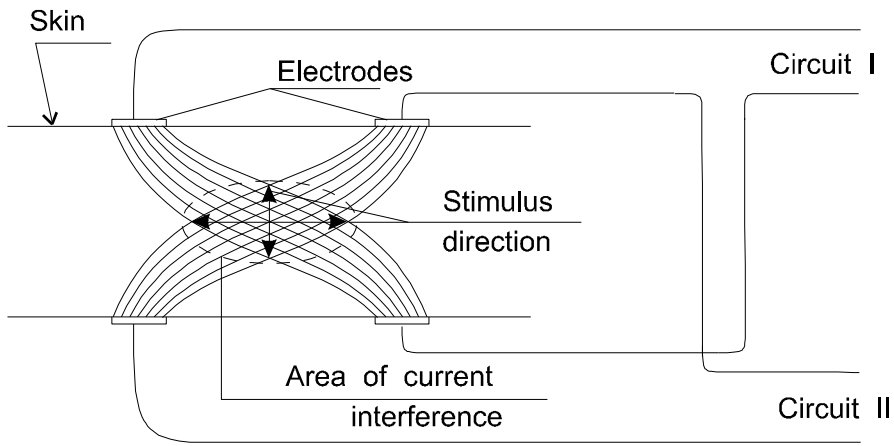 Skin
Circuit I
Electrodes
Stimulus
direction
Area of current
interference
Circuit II